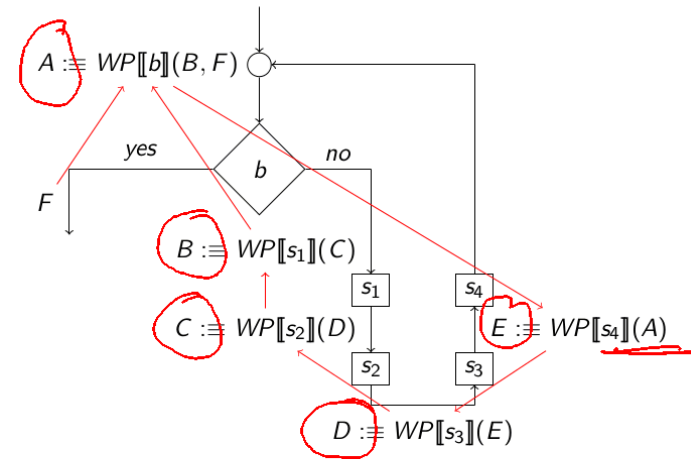 A :≡ WP⟦b⟧(B, F)
yes
no
b
F
B :≡ WP⟦s₁⟧(C)
s₁
s₄
C :≡ WP⟦s₂⟧(D)
E :≡ WP⟦s₄⟧(A)
s₂
s₃
D :≡ WP⟦s₃⟧(E)